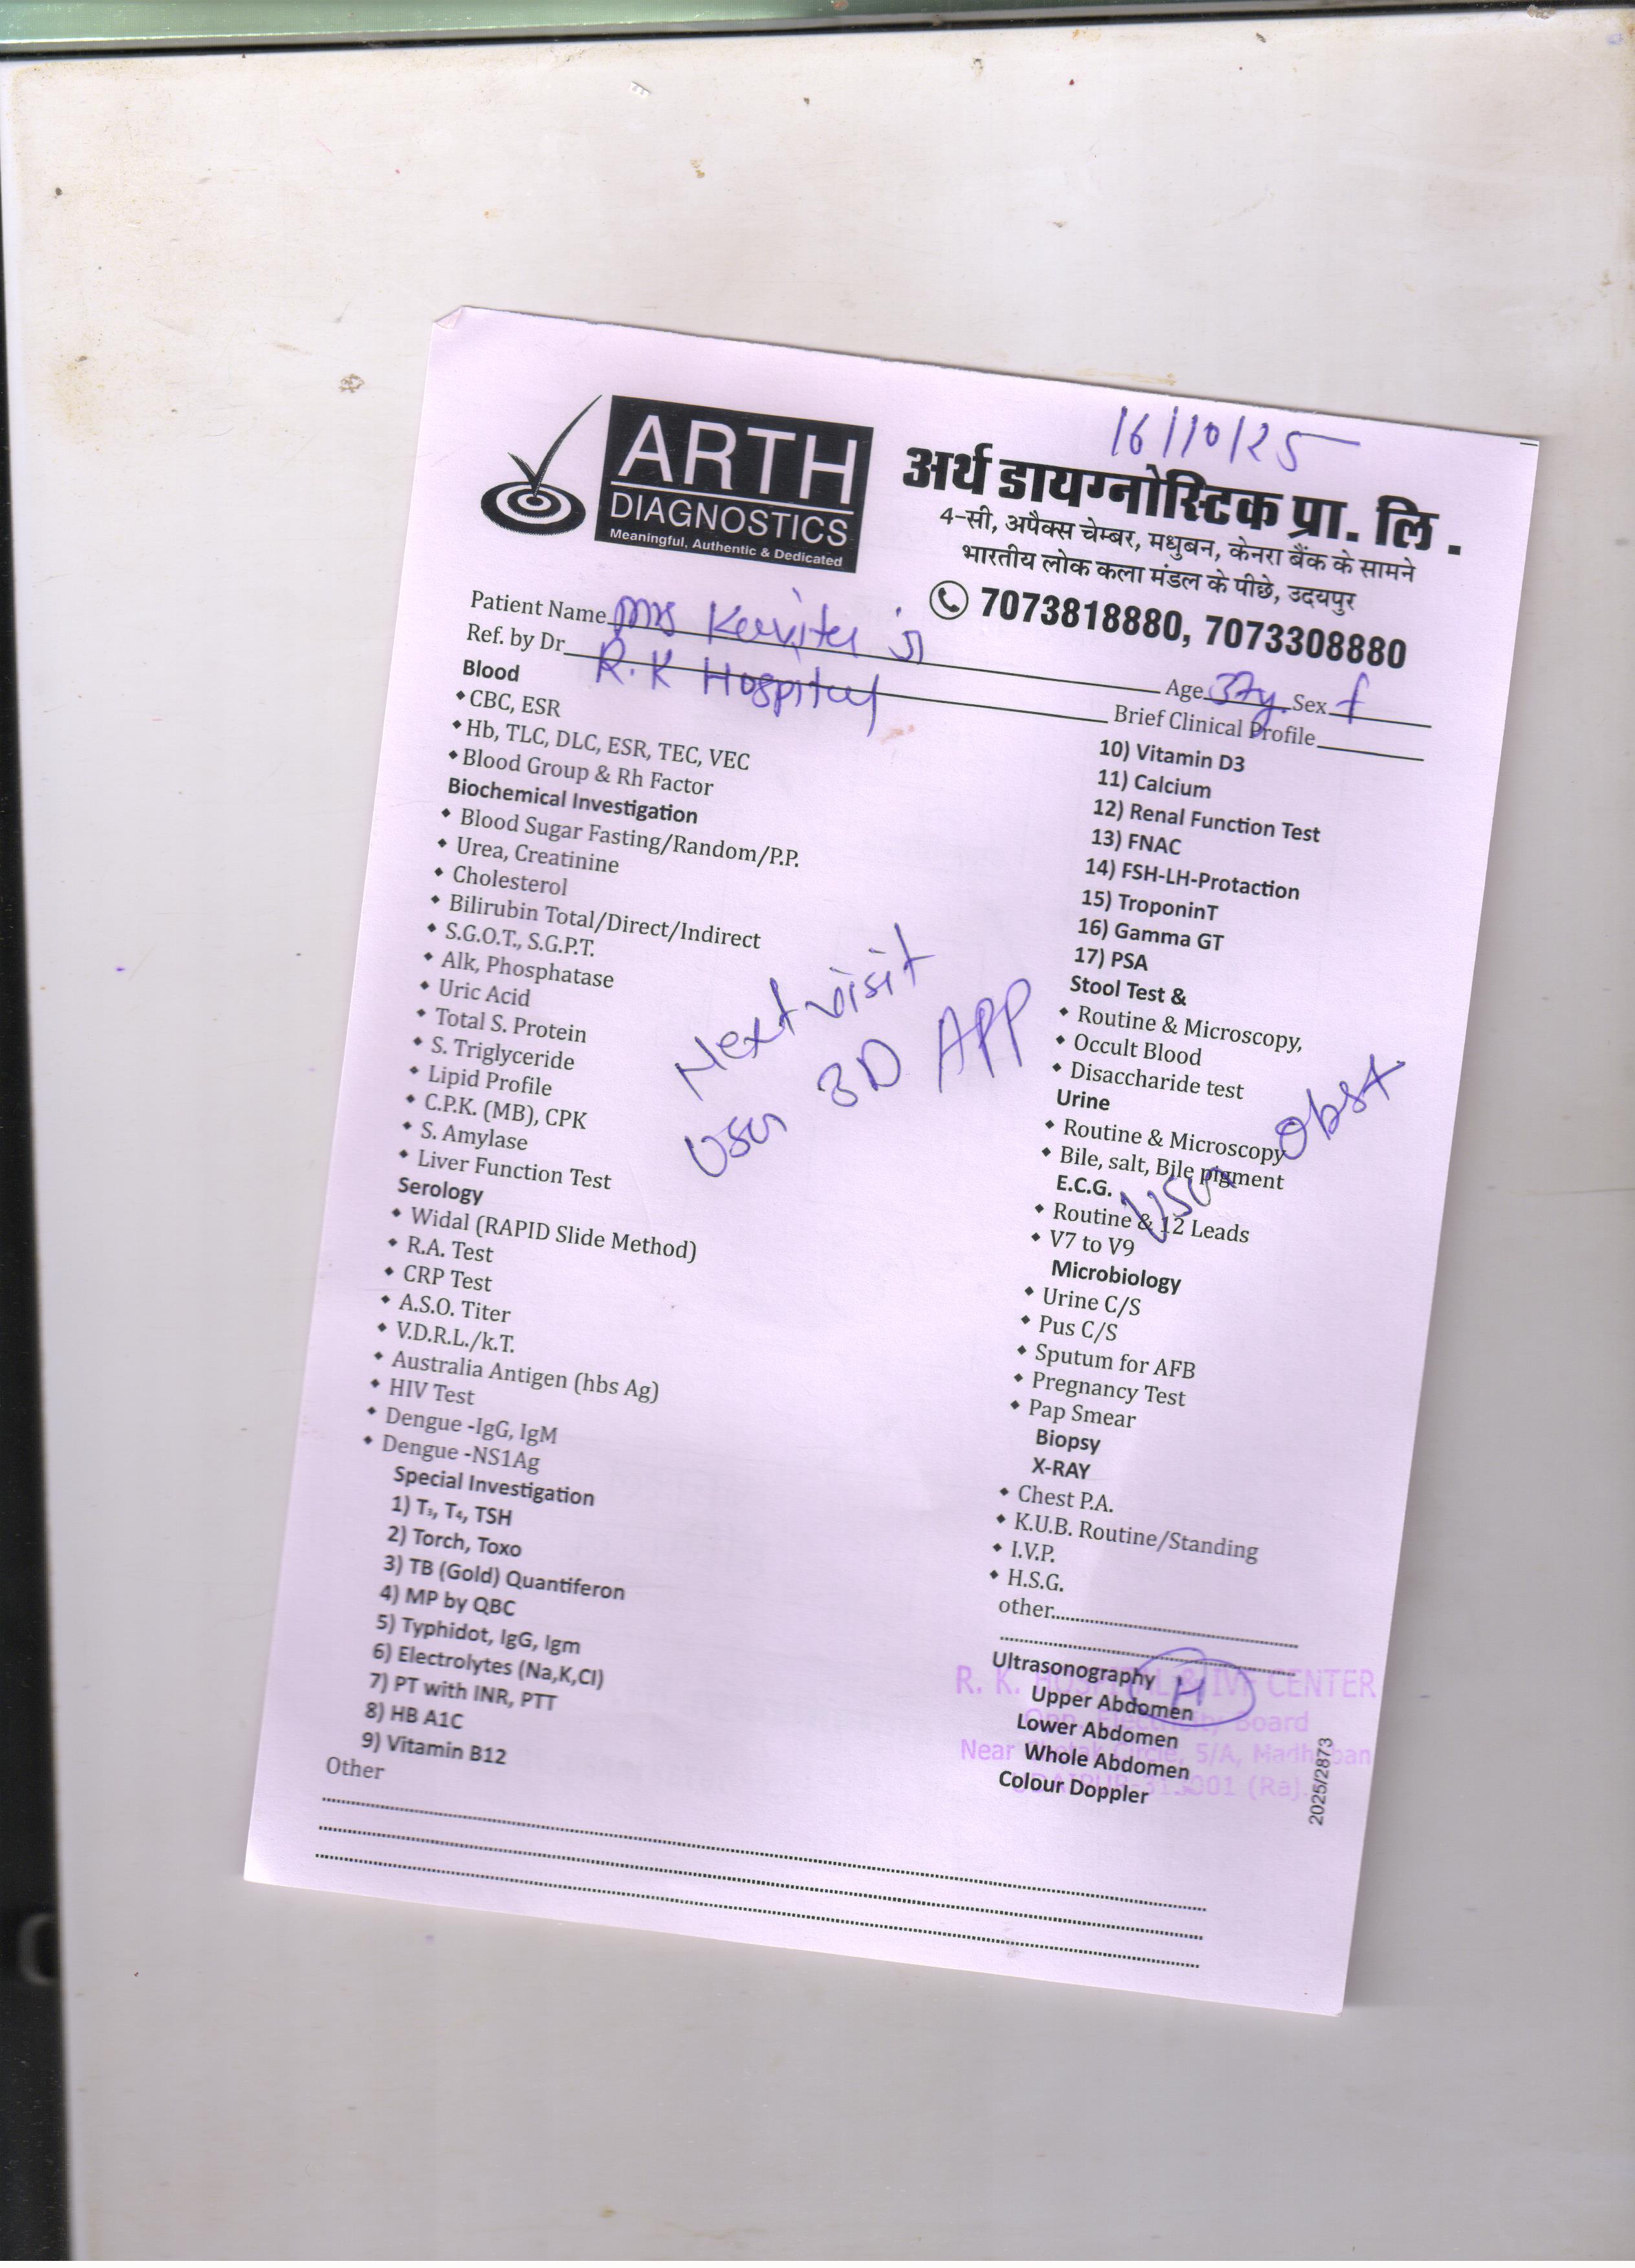 16/10/25
ARTH
DIAGNOSTICS
Meaningful, Authentic & Dedicated
अर्थ डायग्नोस्टिक प्रा. लि .
4-सी, अपैक्स चेम्बर, मधुबन, केनरा बैंक के सामने
भारतीय लोक कला मंडल के पीछे, उदयपुर
7073818880, 7073308880
Patient Name mrs Kavita ji
Age 37y. Sex f
Ref. by Dr. R.K Hospital
Brief Clinical Profile
Blood
CBC, ESR
Hb, TLC, DLC, ESR, TEC, VEC
Blood Group & Rh Factor
Biochemical Investigation
Blood Sugar Fasting/Random/P.P.
Urea, Creatinine
Cholesterol
Bilirubin Total/Direct/Indirect
S.G.O.T., S.G.P.T.
Alk, Phosphatase
Uric Acid
Total S. Protein
S. Triglyceride
Lipid Profile
C.P.K. (MB), CPK
S. Amylase
Liver Function Test
Serology
Widal (RAPID Slide Method)
R.A. Test
CRP Test
A.S.O. Titer
V.D.R.L./k.T.
Australia Antigen (hbs Ag)
HIV Test
Dengue -IgG, IgM
Dengue -NS1Ag
Special Investigation
1) T₃, T₄, TSH
2) Torch, Toxo
3) TB (Gold) Quantiferon
4) MP by QBC
5) Typhidot, IgG, Igm
6) Electrolytes (Na,K,Cl)
7) PT with INR, PTT
8) HB A1C
9) Vitamin B12
Other
Next visit
USG 3D APP
10) Vitamin D3
11) Calcium
12) Renal Function Test
13) FNAC
14) FSH-LH-Protaction
15) TroponinT
16) Gamma GT
17) PSA
Stool Test &
Routine & Microscopy,
Occult Blood
Disaccharide test
Urine
Routine & Microscopy
Bile, salt, Bile pigment
E.C.G.
Routine & 12 Leads
V7 to V9
USG Obst
Microbiology
Urine C/S
Pus C/S
Sputum for AFB
Pregnancy Test
Pap Smear
Biopsy
X-RAY
Chest P.A.
K.U.B. Routine/Standing
I.V.P.
H.S.G.
other
Ultrasonography
Upper Abdomen
Lower Abdomen
Whole Abdomen
Colour Doppler
H
R. K. HOSPITAL & IVF CENTER
Opp. Electricity Board
Near Chetak Circle, 5/A, Madhuban
UDAIPUR-313001 (Raj.)
2025/2873